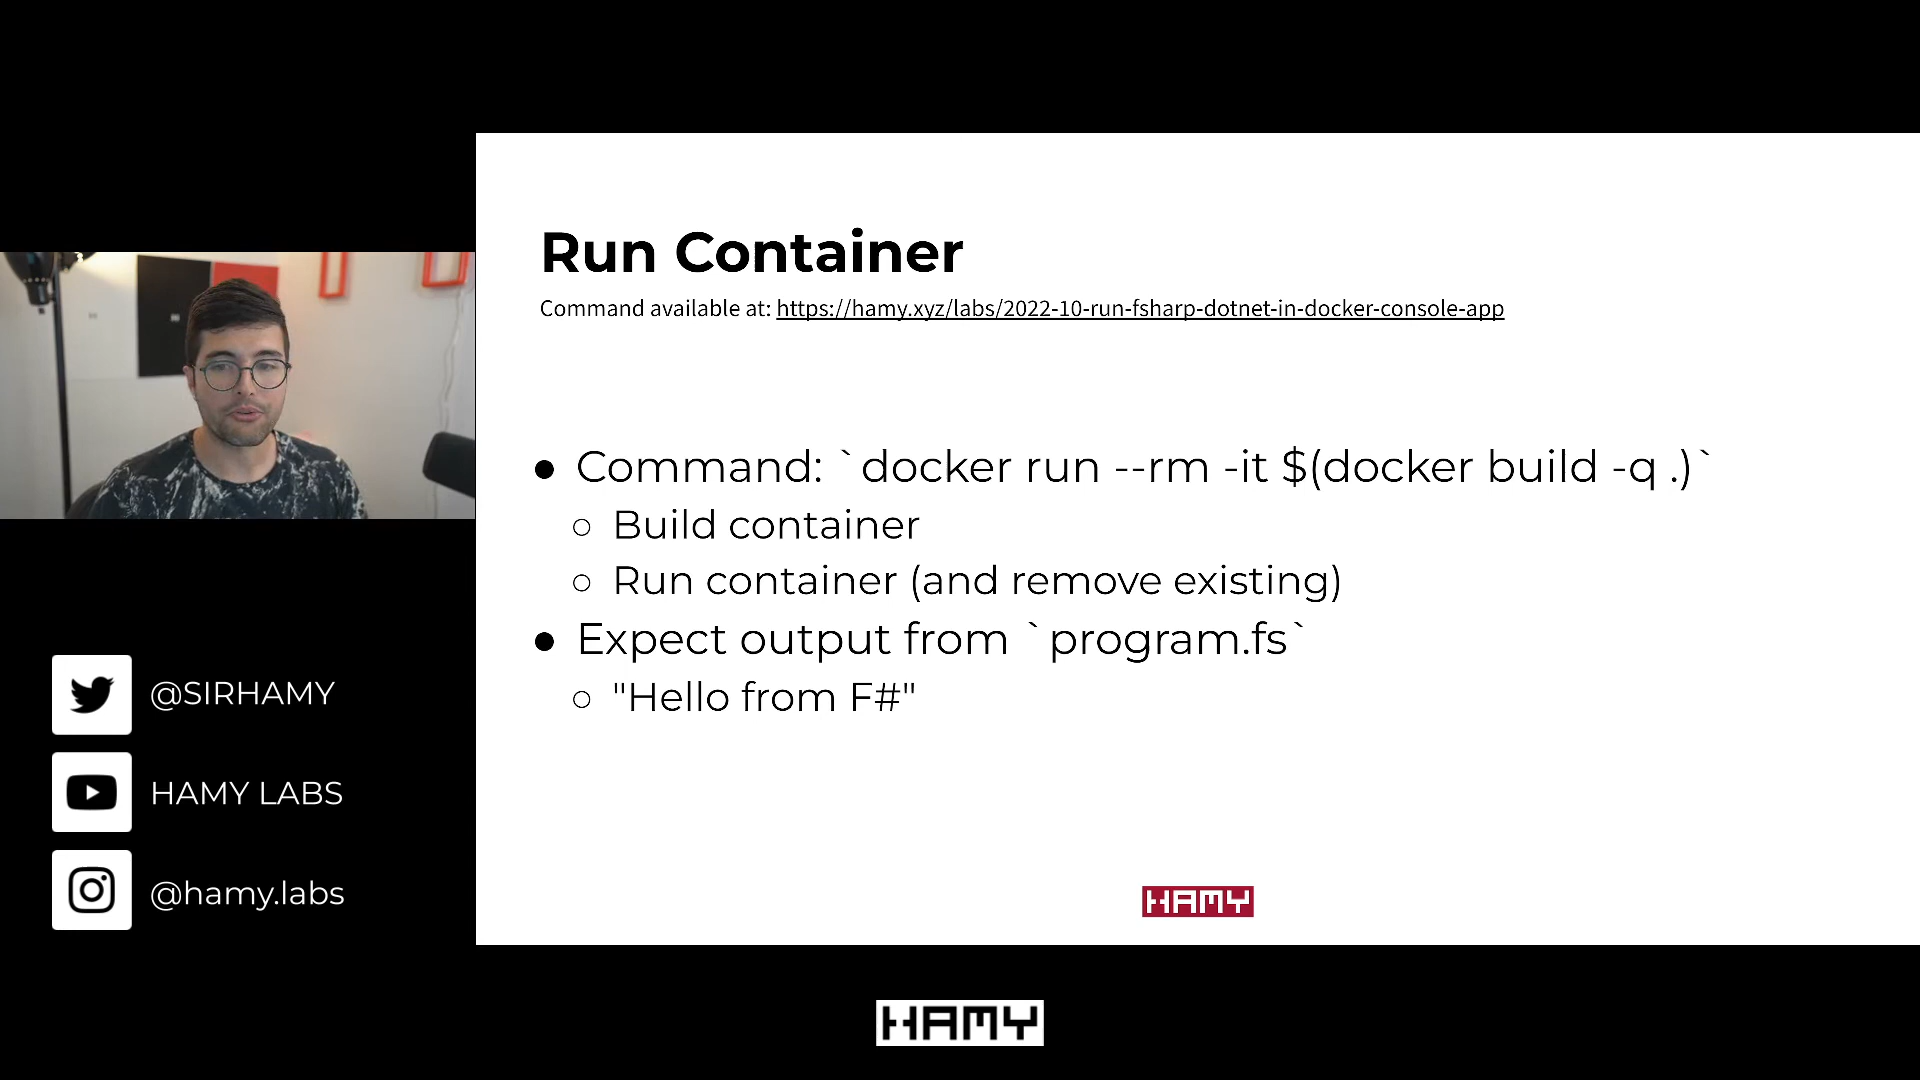 Run Container
Command available at: https://hamy.xyz/labs/2022-10-run-fsharp-dotnet-in-docker-console-app
● Command: `docker run --rm -it $(docker build -q .)`
○ Build container
○ Run container (and remove existing)
● Expect output from `program.fs`
○ "Hello from F#"
@SIRHAMY
HAMY LABS
@hamy.labs
HAMY
HAMY